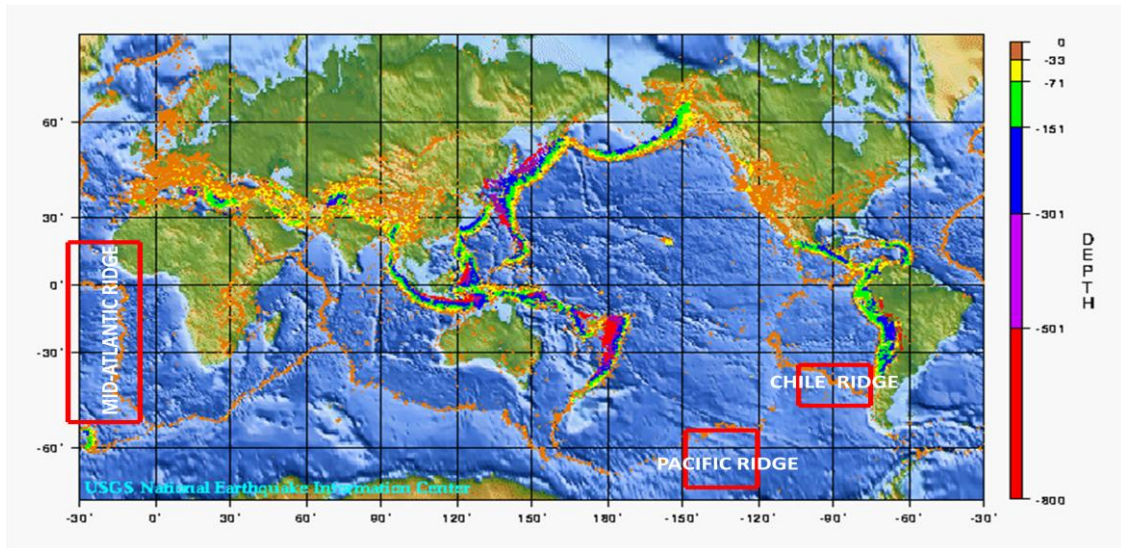 60˙
30˙
0˙
-30˙
-60˙
MID-ATLANTIC RIDGE
CHILE RIDGE
PACIFIC RIDGE
USGS National Earthquake Information Center
-30˙ 0˙ 30˙ 60˙ 90˙ 120˙ 150˙ 180˙ -150˙ -120˙ -90˙ -60˙ -30˙
0
-33
-71
-151
-301
-501
-800
DEPTH